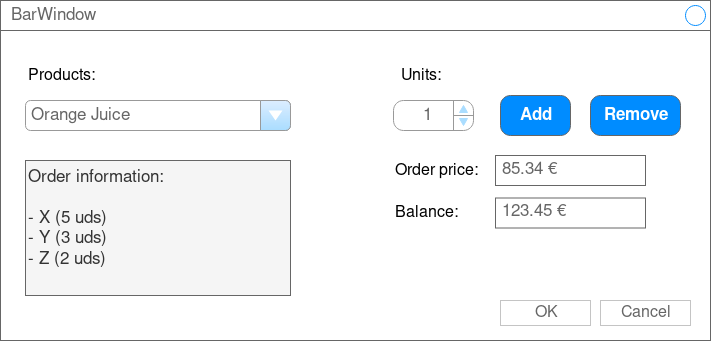 BarWindow
Products:
Units:
Orange Juice
1
Add
Remove
Order information:
- X (5 uds)
- Y (3 uds)
- Z (2 uds)
Order price:
85.34 €
Balance:
123.45 €
OK
Cancel